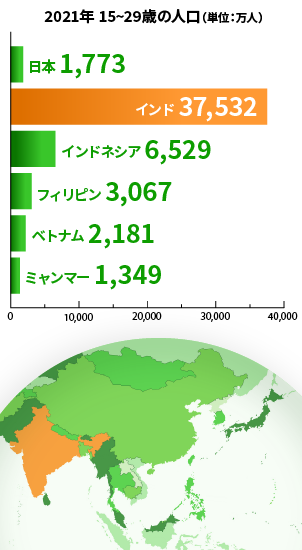 2021年 15~29歳の人口(単位:万人)
日本 1,773
インド 37,532
インドネシア 6,529
フィリピン 3,067
ベトナム 2,181
ミャンマー 1,349
0 10,000 20,000 30,000 40,000